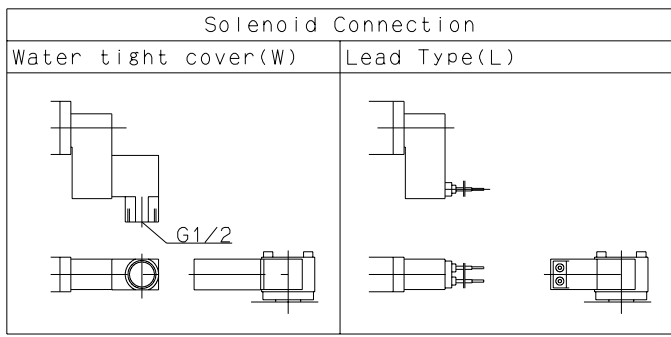 Solenoid Connection
Water tight cover(W)
Lead Type(L)
G1/2